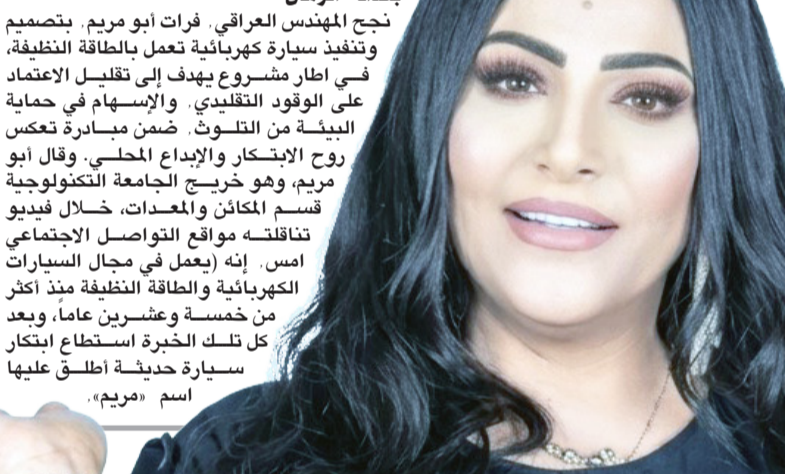 نجح المهندس العراقي، فرات أبو مريم، بتصميم
وتنفيذ سيارة كهربائية تعمل بالطاقة النظيفة،
في اطار مشروع يهدف إلى تقليل الاعتماد
على الوقود التقليدي، والإسهام في حماية
البيئة من التلوث، ضمن مبادرة تعكس
روح الابتكار والإبداع المحلي. وقال أبو
مريم، وهو خريج الجامعة التكنولوجية
قسم المكائن والمعدات، خلال فيديو
تناقلته مواقع التواصل الاجتماعي
امس، إنه (يعمل في مجال السيارات
الكهربائية والطاقة النظيفة منذ أكثر
من خمسة وعشرين عاماً، وبعد
كل تلك الخبرة استطاع ابتكار
سيارة حديثة أطلق عليها
اسم «مريم».